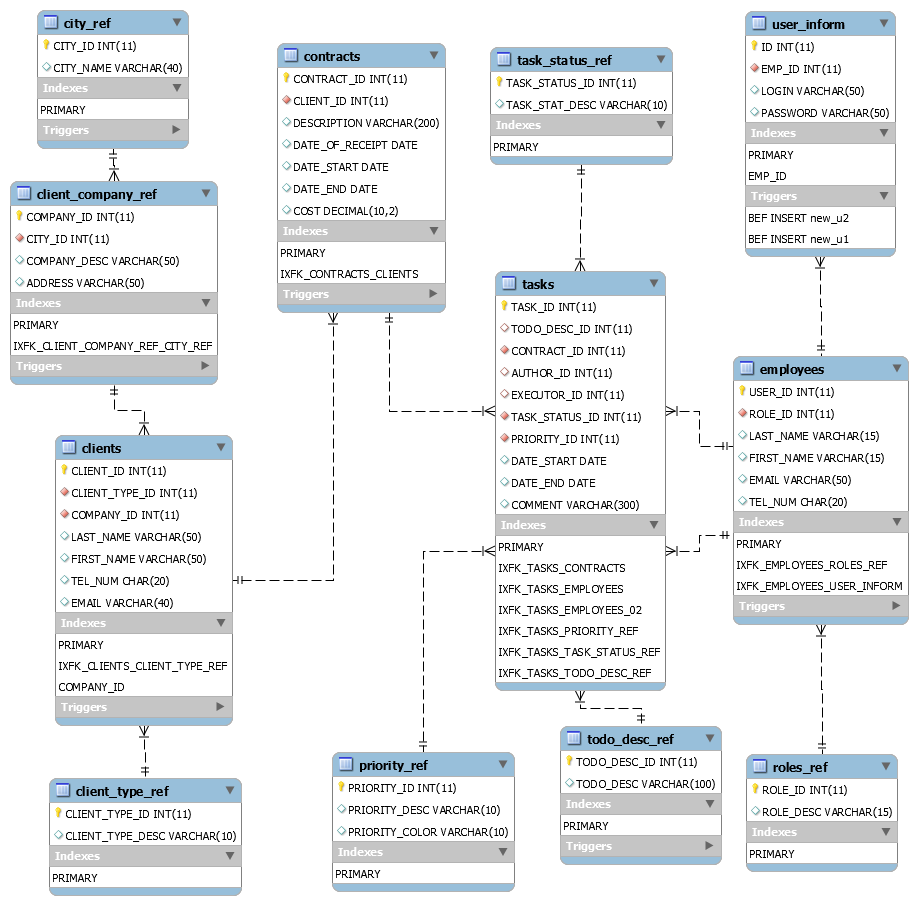 city_ref
CITY_ID INT(11)
CITY_NAME VARCHAR(40)
Indexes
PRIMARY
Triggers
client_company_ref
COMPANY_ID INT(11)
CITY_ID INT(11)
COMPANY_DESC VARCHAR(50)
ADDRESS VARCHAR(50)
Indexes
PRIMARY
IXFK_CLIENT_COMPANY_REF_CITY_REF
Triggers
clients
CLIENT_ID INT(11)
CLIENT_TYPE_ID INT(11)
COMPANY_ID INT(11)
LAST_NAME VARCHAR(50)
FIRST_NAME VARCHAR(50)
TEL_NUM CHAR(20)
EMAIL VARCHAR(40)
Indexes
PRIMARY
IXFK_CLIENTS_CLIENT_TYPE_REF
COMPANY_ID
Triggers
client_type_ref
CLIENT_TYPE_ID INT(11)
CLIENT_TYPE_DESC VARCHAR(10)
Indexes
PRIMARY
contracts
CONTRACT_ID INT(11)
CLIENT_ID INT(11)
DESCRIPTION VARCHAR(200)
DATE_OF_RECEIPT DATE
DATE_START DATE
DATE_END DATE
COST DECIMAL(10,2)
Indexes
PRIMARY
IXFK_CONTRACTS_CLIENTS
Triggers
priority_ref
PRIORITY_ID INT(11)
PRIORITY_DESC VARCHAR(10)
PRIORITY_COLOR VARCHAR(10)
Indexes
PRIMARY
task_status_ref
TASK_STATUS_ID INT(11)
TASK_STAT_DESC VARCHAR(10)
Indexes
PRIMARY
tasks
TASK_ID INT(11)
TODO_DESC_ID INT(11)
CONTRACT_ID INT(11)
AUTHOR_ID INT(11)
EXECUTOR_ID INT(11)
TASK_STATUS_ID INT(11)
PRIORITY_ID INT(11)
DATE_START DATE
DATE_END DATE
COMMENT VARCHAR(300)
Indexes
PRIMARY
IXFK_TASKS_CONTRACTS
IXFK_TASKS_EMPLOYEES
IXFK_TASKS_EMPLOYEES_02
IXFK_TASKS_PRIORITY_REF
IXFK_TASKS_TASK_STATUS_REF
IXFK_TASKS_TODO_DESC_REF
todo_desc_ref
TODO_DESC_ID INT(11)
TODO_DESC VARCHAR(100)
Indexes
PRIMARY
Triggers
user_inform
ID INT(11)
EMP_ID INT(11)
LOGIN VARCHAR(50)
PASSWORD VARCHAR(50)
Indexes
PRIMARY
EMP_ID
Triggers
BEF INSERT new_u2
BEF INSERT new_u1
employees
USER_ID INT(11)
ROLE_ID INT(11)
LAST_NAME VARCHAR(15)
FIRST_NAME VARCHAR(15)
EMAIL VARCHAR(50)
TEL_NUM CHAR(20)
Indexes
PRIMARY
IXFK_EMPLOYEES_ROLES_REF
IXFK_EMPLOYEES_USER_INFORM
Triggers
roles_ref
ROLE_ID INT(11)
ROLE_DESC VARCHAR(15)
Indexes
PRIMARY